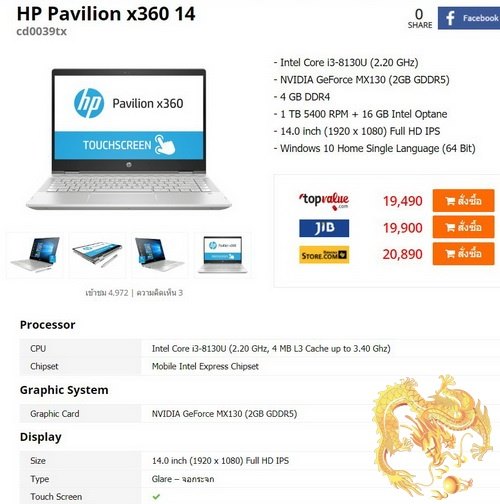 HP Pavilion x360 14
cd0039tx
0
SHARE
f Facebook
hp Pavilion x360
TOUCHSCREEN
- Intel Core i3-8130U (2.20 GHz)
- NVIDIA GeForce MX130 (2GB GDDR5)
- 4 GB DDR4
- 1 TB 5400 RPM + 16 GB Intel Optane
- 14.0 inch (1920 x 1080) Full HD IPS
- Windows 10 Home Single Language (64 Bit)
topvalue .com 19,490 สั่งซื้อ
JIB 19,900 สั่งซื้อ
STORE.COM 20,890 สั่งซื้อ
Pavilion x360
เข้าชม 4,972 | ความคิดเห็น 3
Processor
CPU Intel Core i3-8130U (2.20 GHz, 4 MB L3 Cache up to 3.40 Ghz)
Chipset Mobile Intel Express Chipset
Graphic System
Graphic Card NVIDIA GeForce MX130 (2GB GDDR5)
Display
Size 14.0 inch (1920 x 1080) Full HD IPS
Type Glare – จอกระจก
Touch Screen